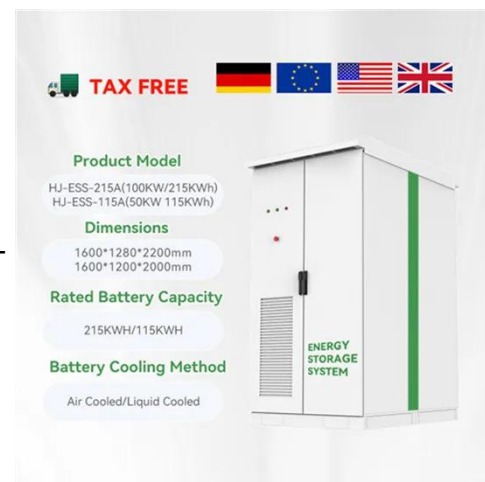 TAX FREE
Product Model
HJ-ESS-215A(100KW/215KWh)
HJ-ESS-115A(50KW 115KWh)
Dimensions
1600*1280*2200mm
1600*1200*2000mm
Rated Battery Capacity
215KWH/115KWH
Battery Cooling Method
Air Cooled/Liquid Cooled
ENERGY
STORAGE
SYSTEM